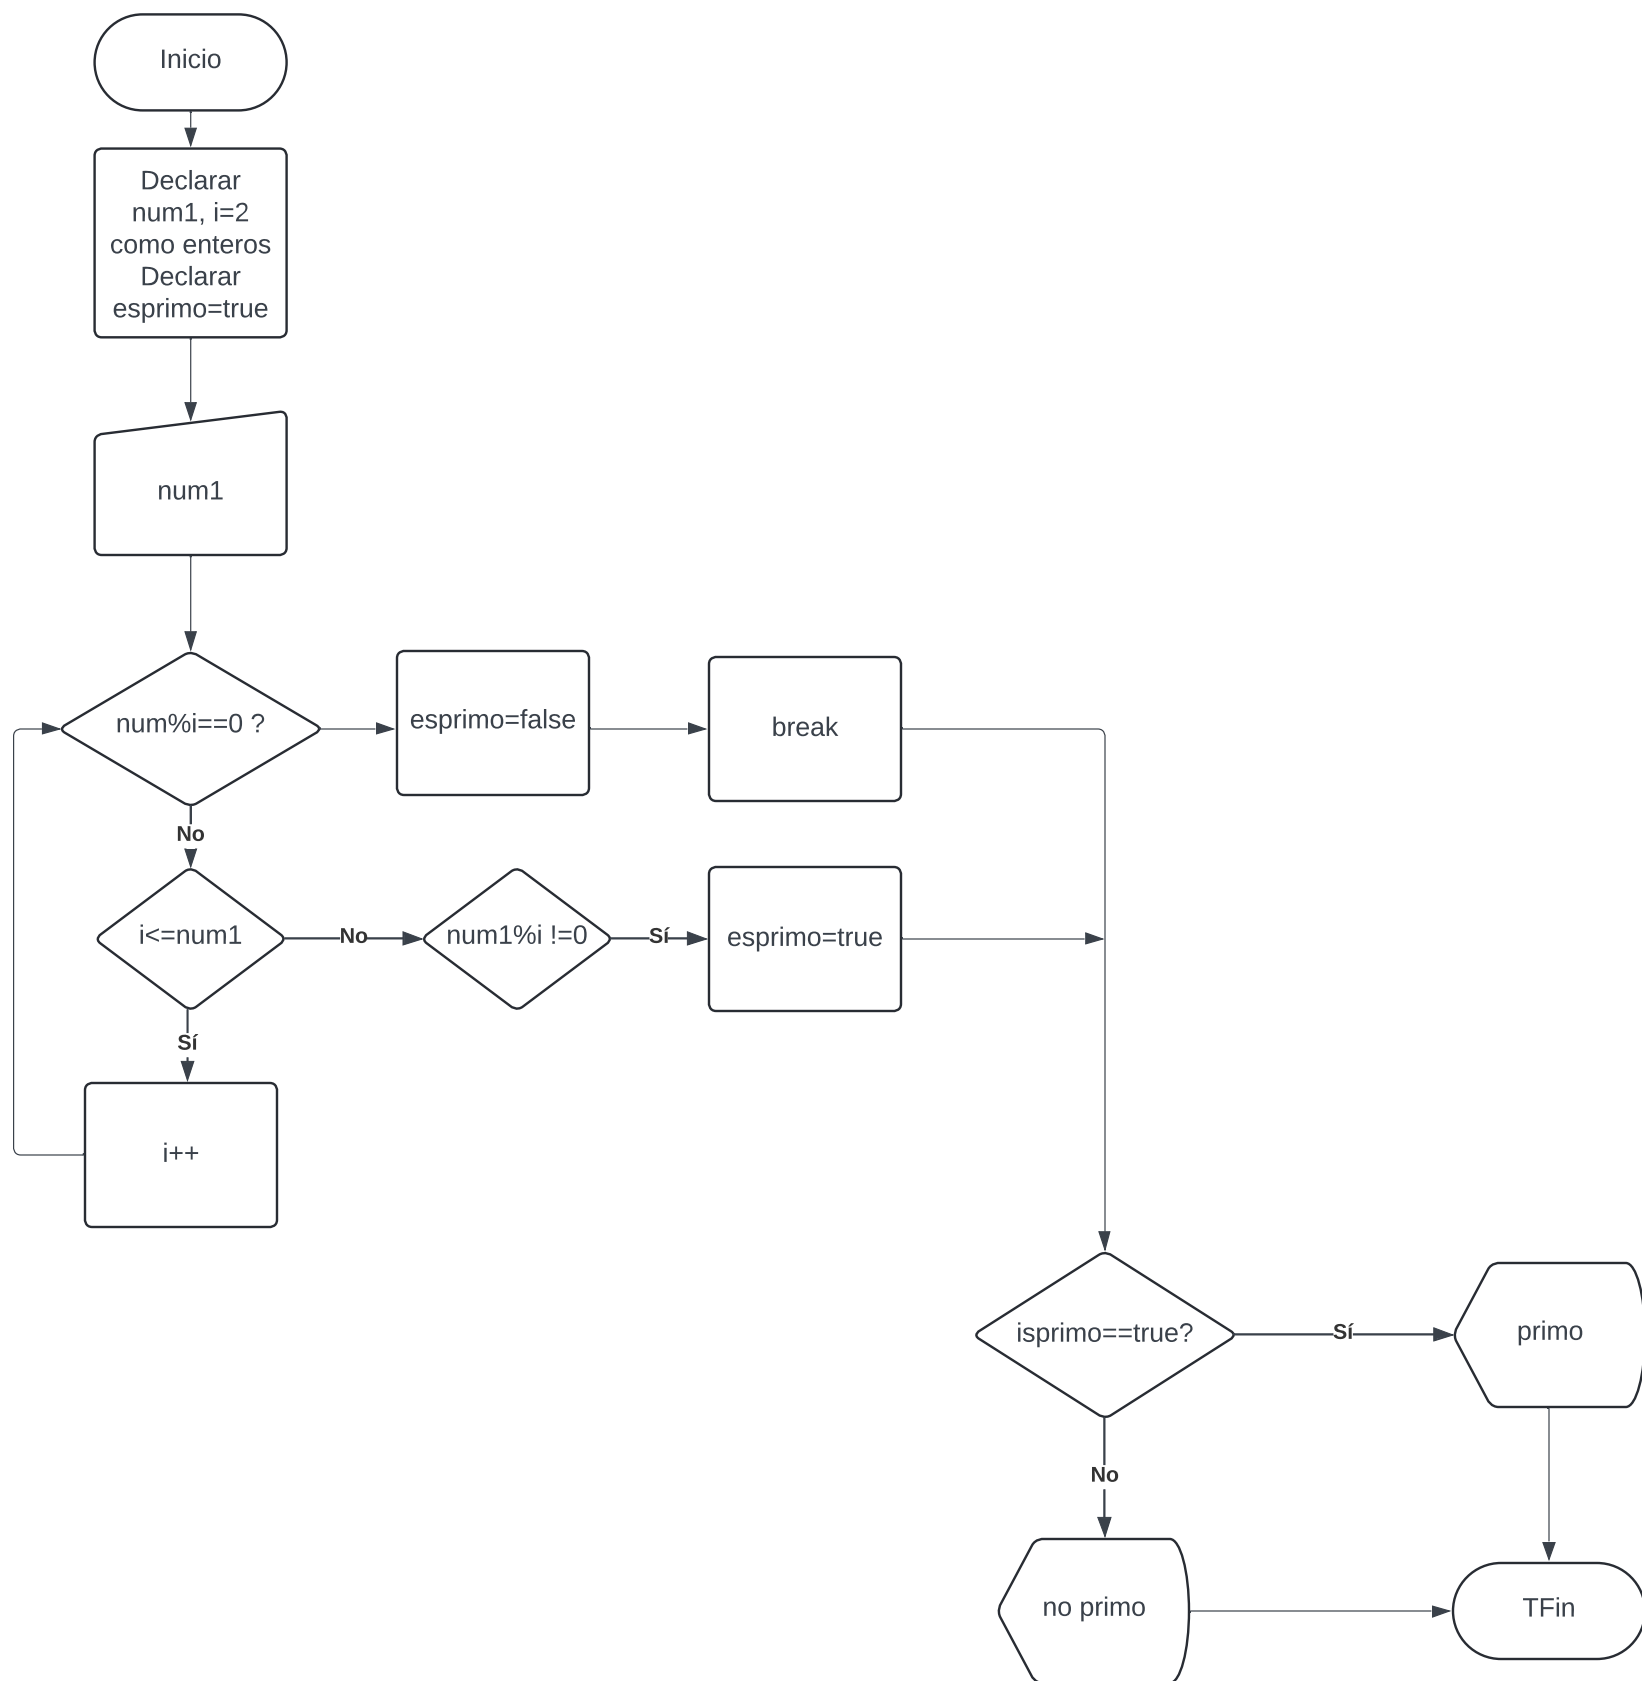 Inicio
Declarar
num1, i=2
como enteros
Declarar
esprimo=true
num1
num%i==0 ?
esprimo=false
break
No
i<=num1
No
num1%i !=0
Sí
esprimo=true
Sí
i++
isprimo==true?
Sí
primo
No
no primo
TFin